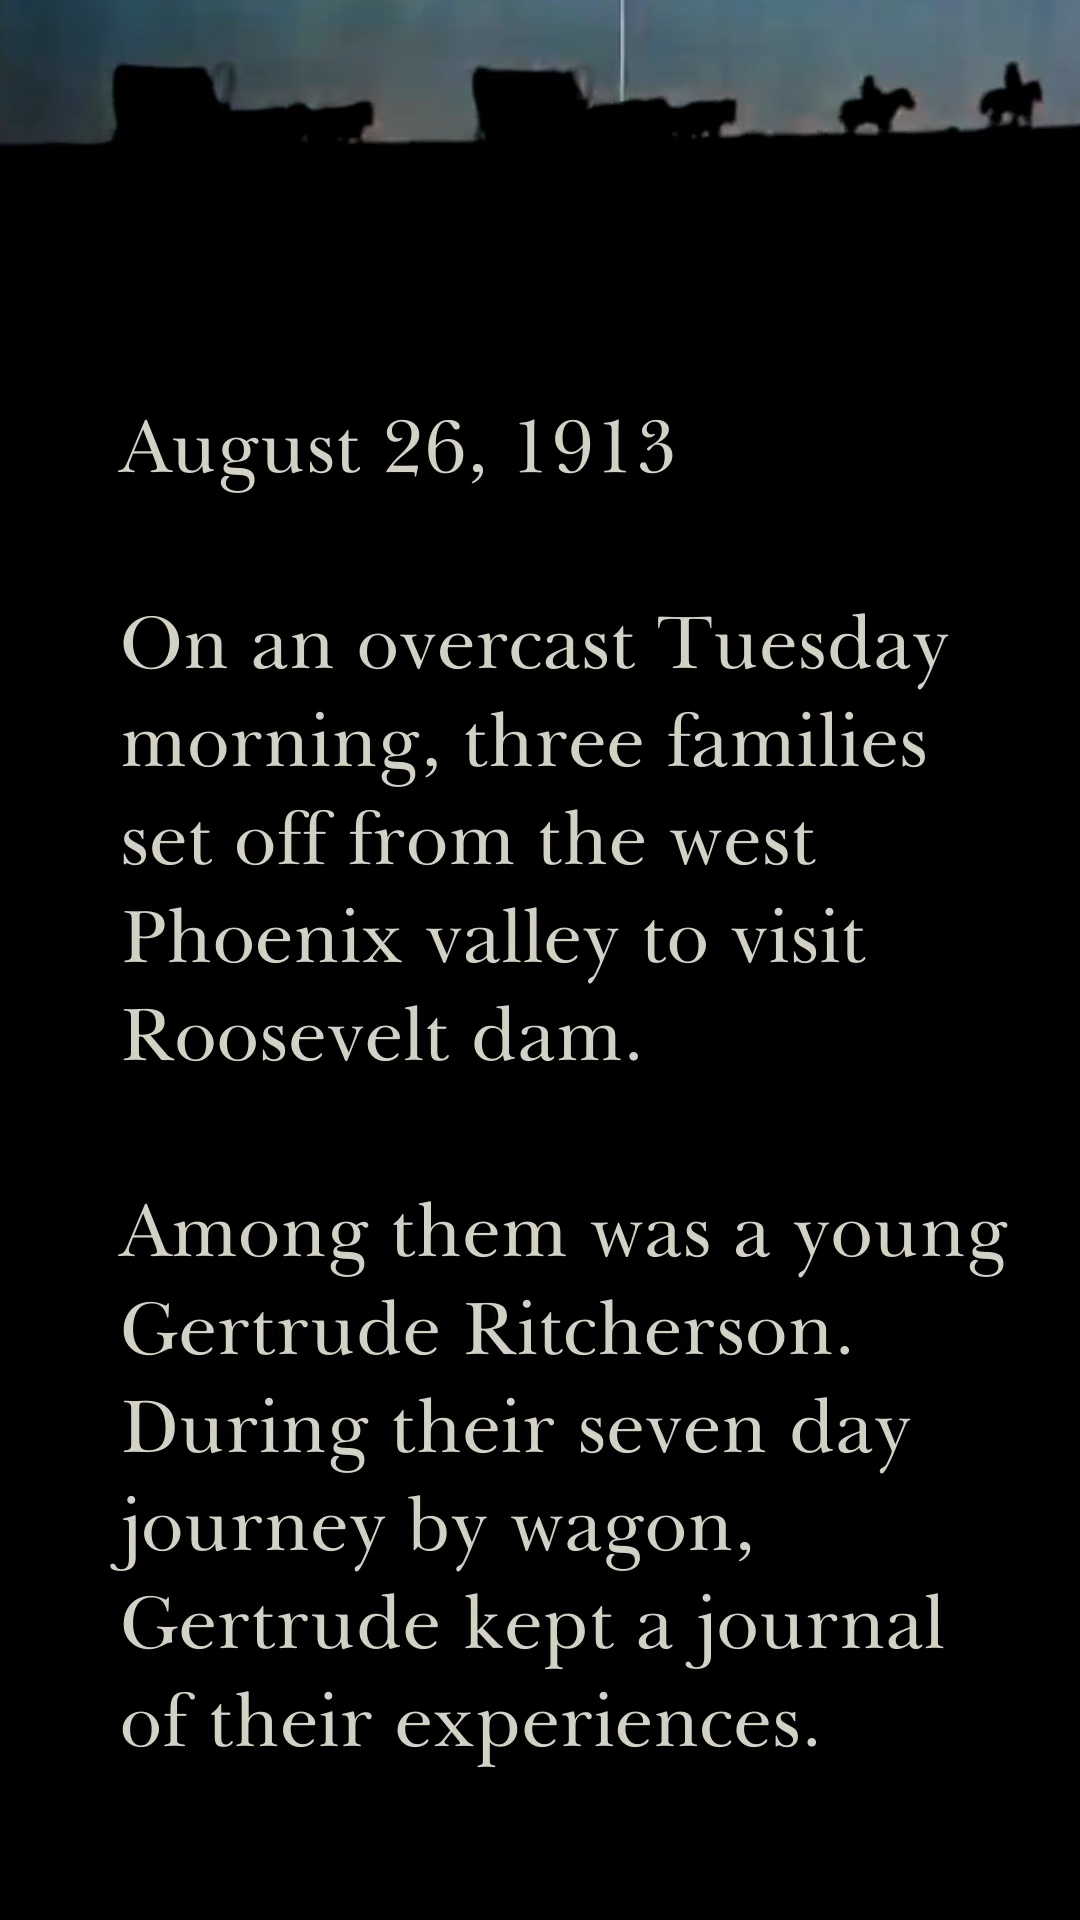 August 26, 1913
On an overcast Tuesday
morning, three families
set off from the west
Phoenix valley to visit
Roosevelt dam.
Among them was a young
Gertrude Ritcherson.
During their seven day
journey by wagon,
Gertrude kept a journal
of their experiences.